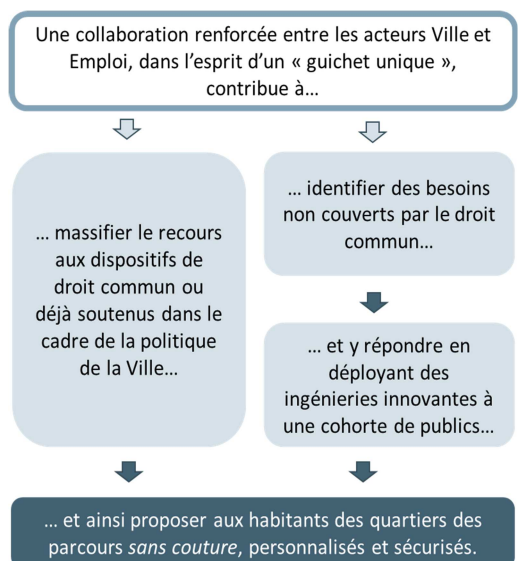 Une collaboration renforcée entre les acteurs Ville et
Emploi, dans l’esprit d’un « guichet unique »,
contribue à…
… massifier le recours
aux dispositifs de
droit commun ou
déjà soutenus dans le
cadre de la politique
de la Ville…
… identifier des besoins
non couverts par le droit
commun…
… et y répondre en
déployant des
ingénieries innovantes à
une cohorte de publics…
… et ainsi proposer aux habitants des quartiers des
parcours sans couture, personnalisés et sécurisés.